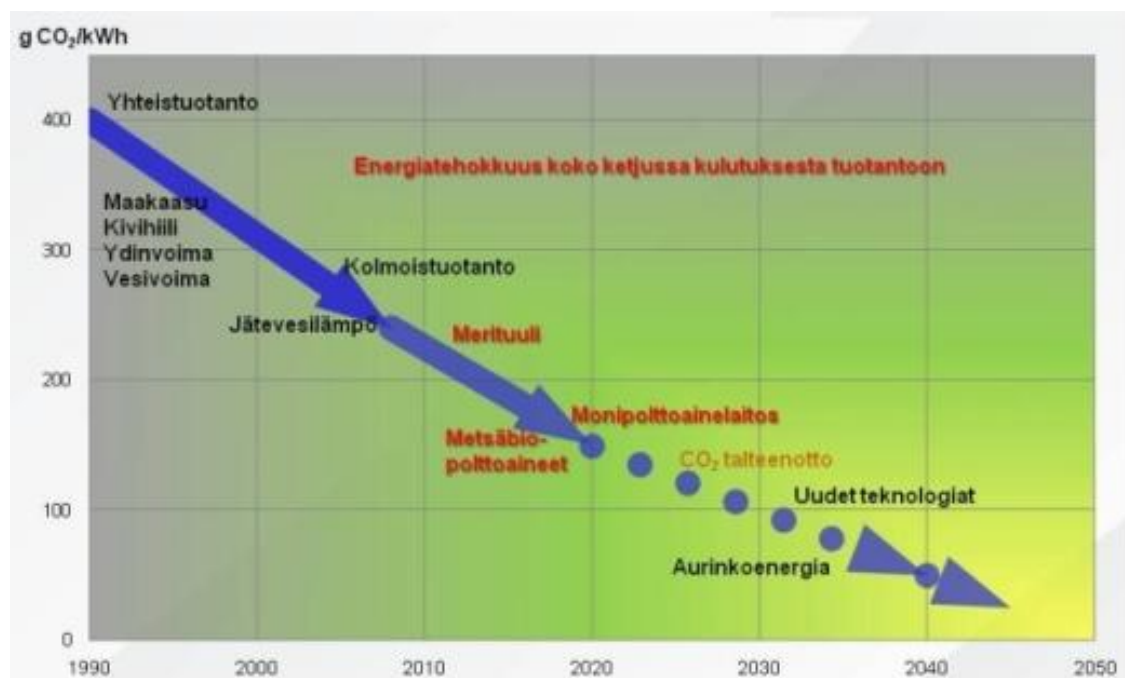 g CO₂/kWh
Yhteistuotanto
400
Energiatehokkuus koko ketjussa kulutuksesta tuotantoon
Maakaasu
Kivihiili
Ydinvoima
Vesivoima
300
Kolmoistuotanto
Jätevesilämpö
Merituuli
200
Monipolttoainelaitos
Metsäbio-
polttoaineet
CO₂ talteenotto
Uudet teknologiat
100
Aurinkoenergia
0
1990 2000 2010 2020 2030 2040 2050